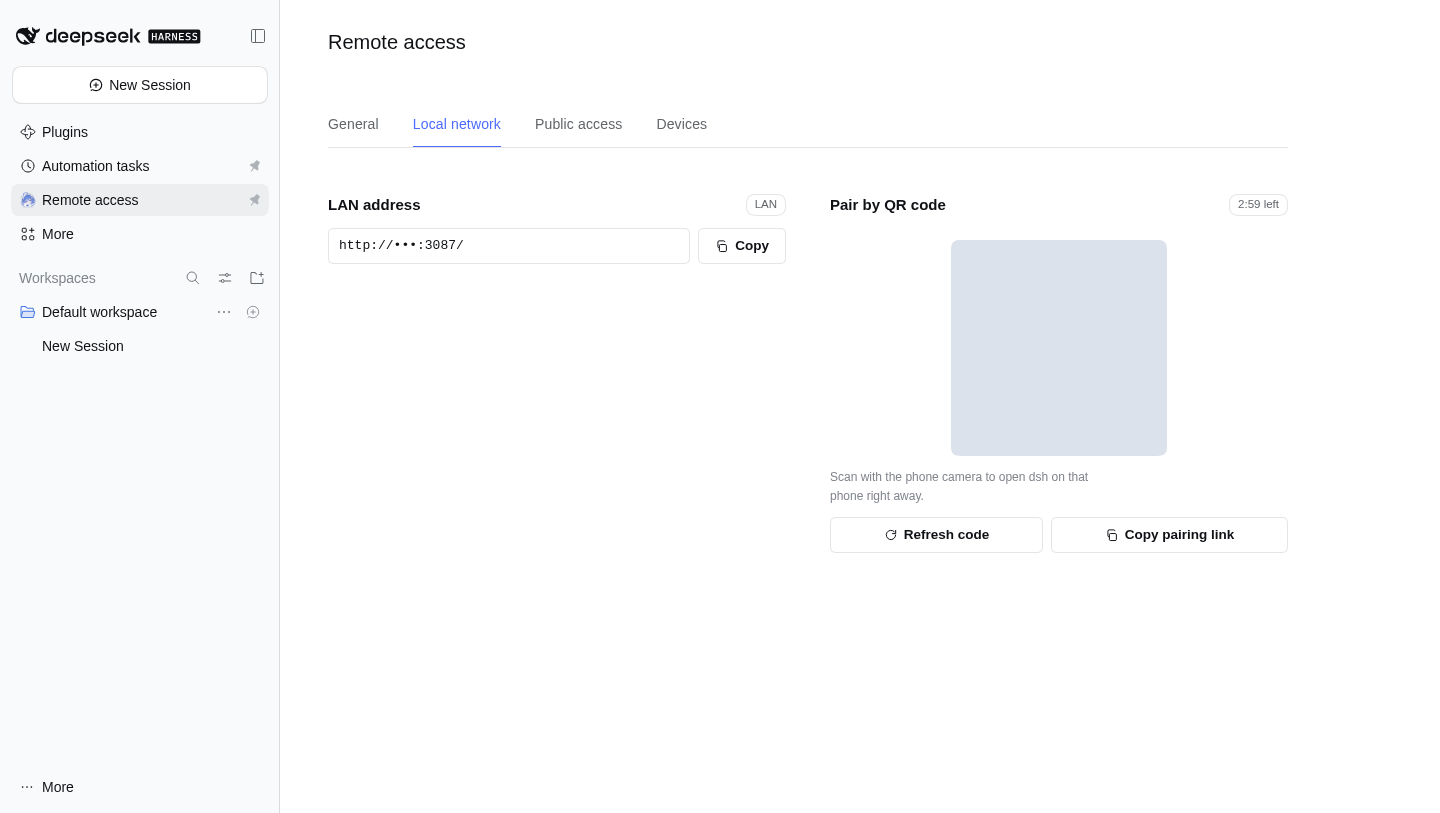 deepseek HARNESS
New Session
Plugins
Automation tasks
Remote access
More
Workspaces
Default workspace
New Session
More
Remote access
General
Local network
Public access
Devices
LAN address
LAN
http://•••:3087/
Copy
Pair by QR code
2:59 left
Scan with the phone camera to open dsh on that
phone right away.
Refresh code
Copy pairing link